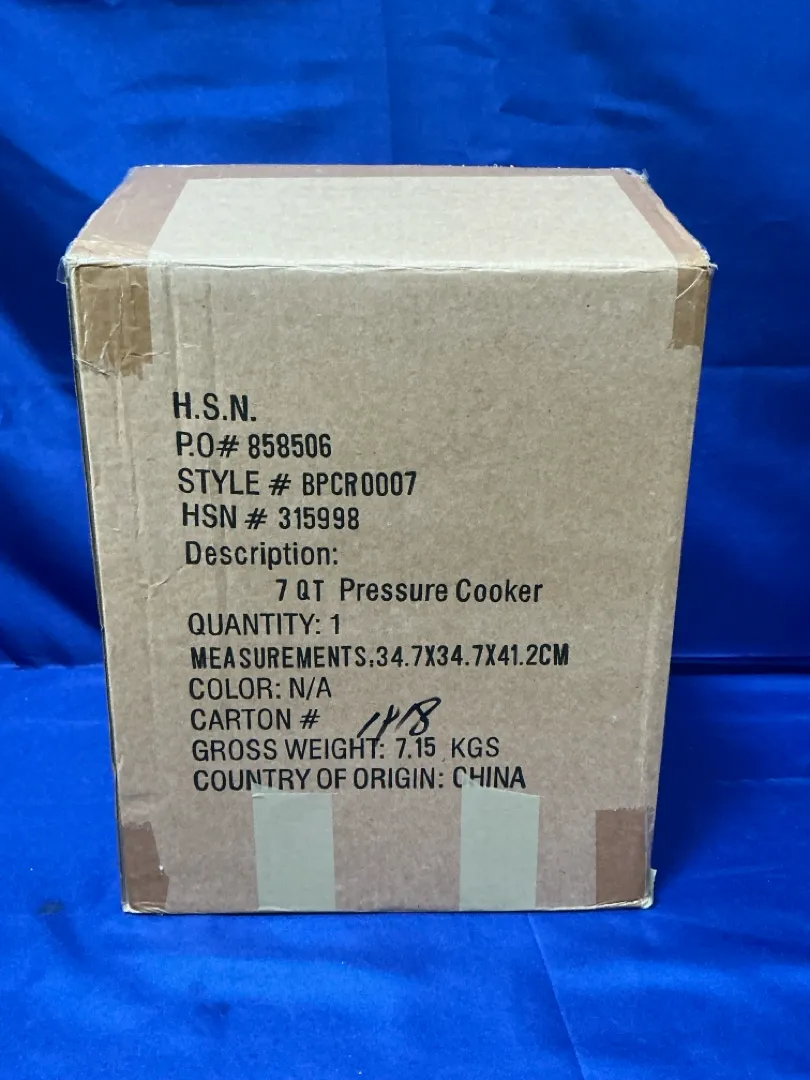 H.S.N.
P.O# 858506
STYLE # BPCR0007
HSN # 315998
Description:
7 QT Pressure Cooker
QUANTITY: 1
MEASUREMENTS:34.7X34.7X41.2CM
COLOR: N/A
CARTON #
GROSS WEIGHT: 7.15 KGS
COUNTRY OF ORIGIN: CHINA